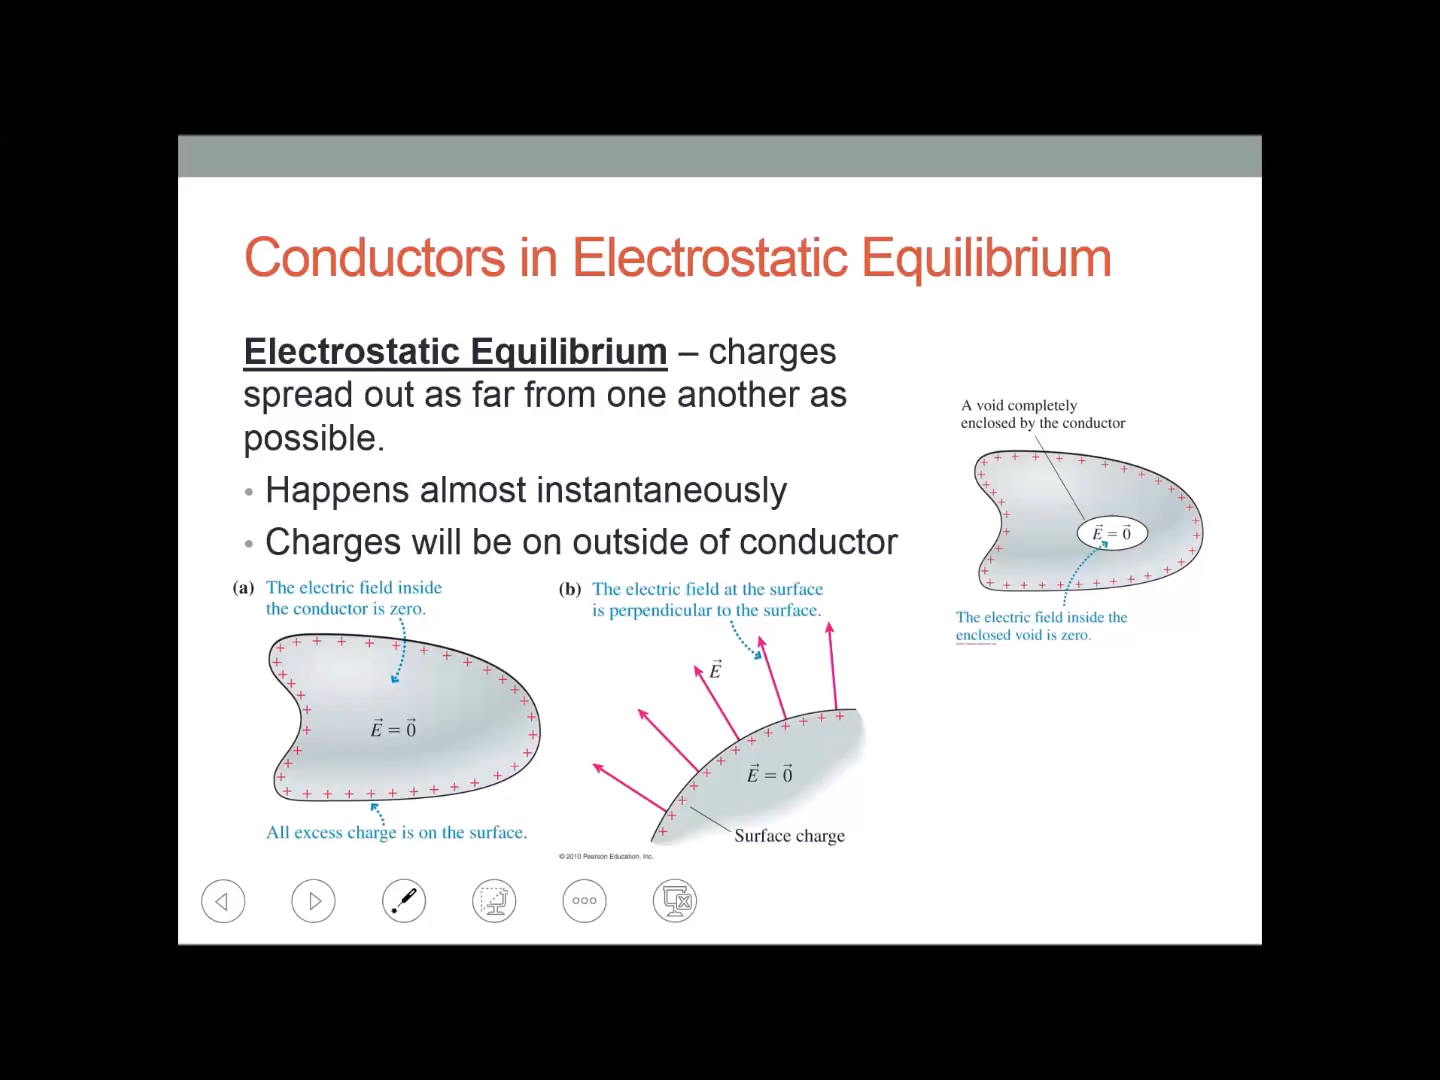 Conductors in Electrostatic Equilibrium
Electrostatic Equilibrium – charges
spread out as far from one another as
possible.
• Happens almost instantaneously
• Charges will be on outside of conductor
A void completely
enclosed by the conductor
E⃗ = 0⃗
The electric field inside the
enclosed void is zero.
(a) The electric field inside
the conductor is zero.
E⃗ = 0⃗
All excess charge is on the surface.
(b) The electric field at the surface
is perpendicular to the surface.
E⃗
E⃗ = 0⃗
Surface charge
© 2010 Pearson Education, Inc.